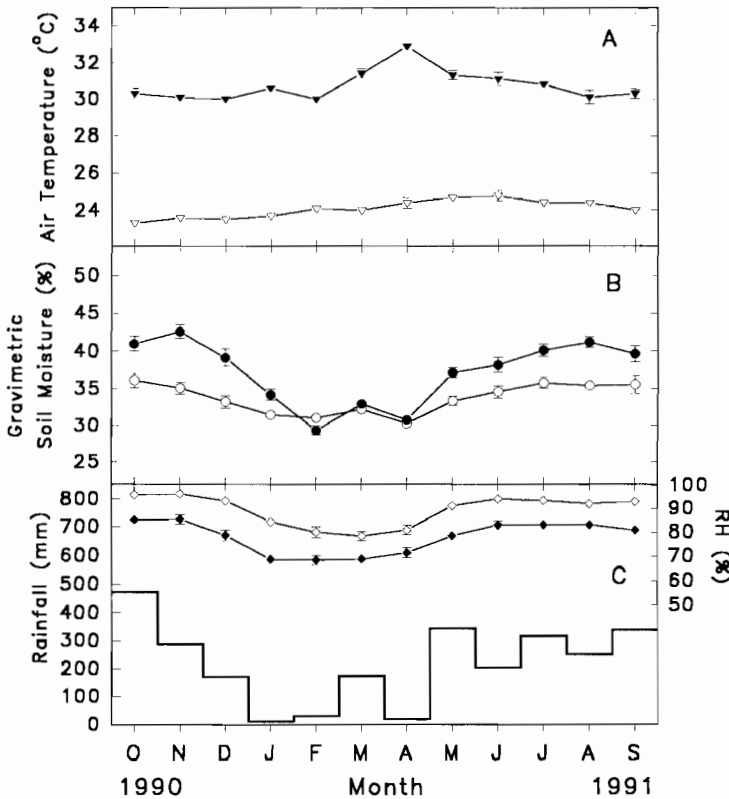 Air Temperature (°C)
34
32
30
28
26
24
A
Gravimetric
Soil Moisture (%)
50
45
40
35
30
25
B
Rainfall (mm)
800
700
600
500
400
300
200
100
0
C
100
90
80
70
60
50
RH (%)
O N D J F M A M J J A S
1990 Month 1991